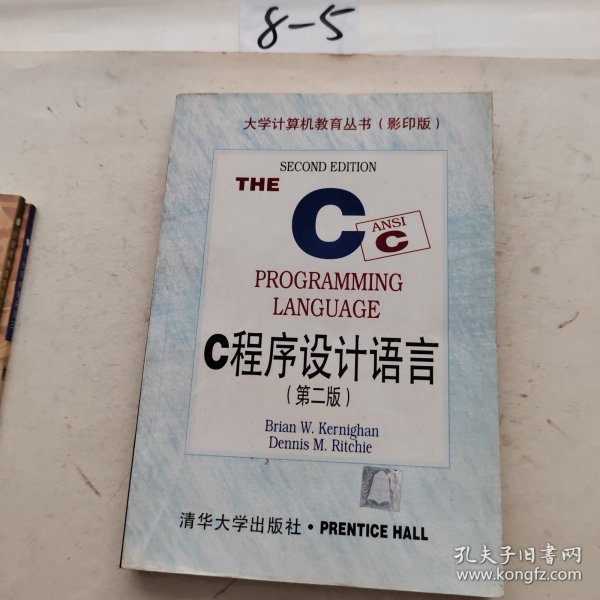 8-5
大学计算机教育丛书（影印版）
SECOND EDITION
THE
C
ANSI
C
PROGRAMMING
LANGUAGE
C程序设计语言
（第二版）
Brian W. Kernighan
Dennis M. Ritchie
清华大学出版社·PRENTICE HALL
孔夫子旧书网
www.kongfz.com